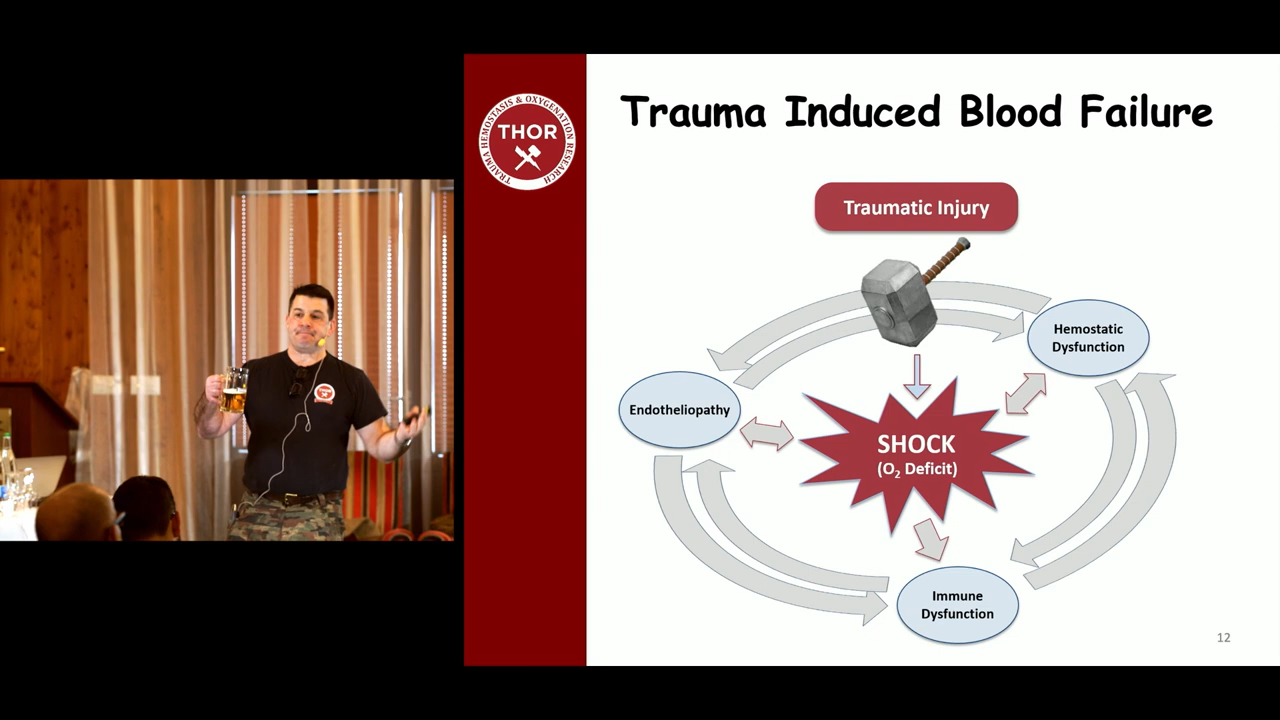 TRAUMA HEMOSTASIS & OXYGENATION RESEARCH
THOR
Trauma Induced Blood Failure
Traumatic Injury
Hemostatic
Dysfunction
Endotheliopathy
SHOCK
(O₂ Deficit)
Immune
Dysfunction
12